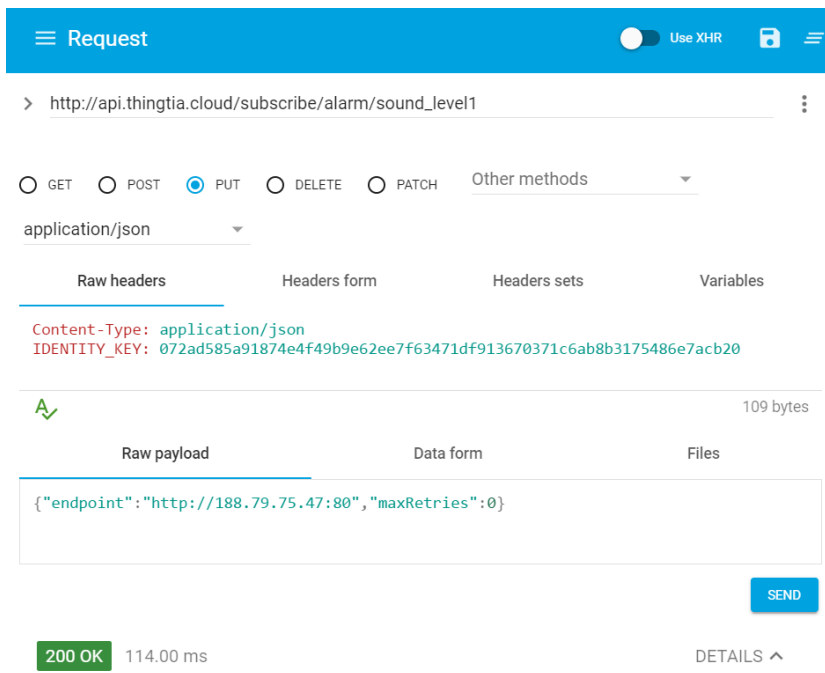 Request
Use XHR
http://api.thingtia.cloud/subscribe/alarm/sound_level1
GET POST PUT DELETE PATCH Other methods
application/json
Raw headers Headers form Headers sets Variables
Content-Type: application/json
IDENTITY_KEY: 072ad585a91874e4f49b9e62ee7f63471df913670371c6ab8b3175486e7acb20
109 bytes
Raw payload Data form Files
{"endpoint":"http://188.79.75.47:80","maxRetries":0}
SEND
200 OK 114.00 ms DETAILS